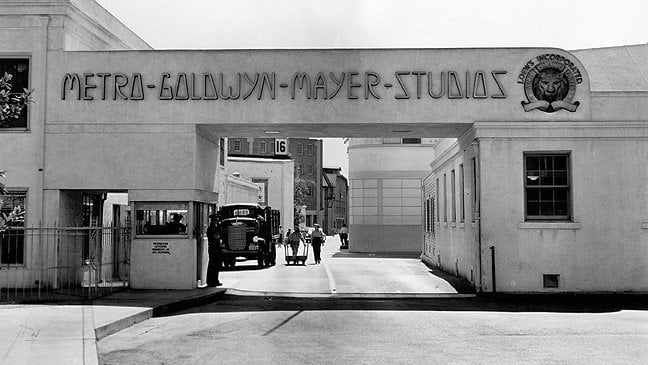 METRO-GOLDWYN-MAYER-STUDIOS
LOEW'S INCORPORATED
16